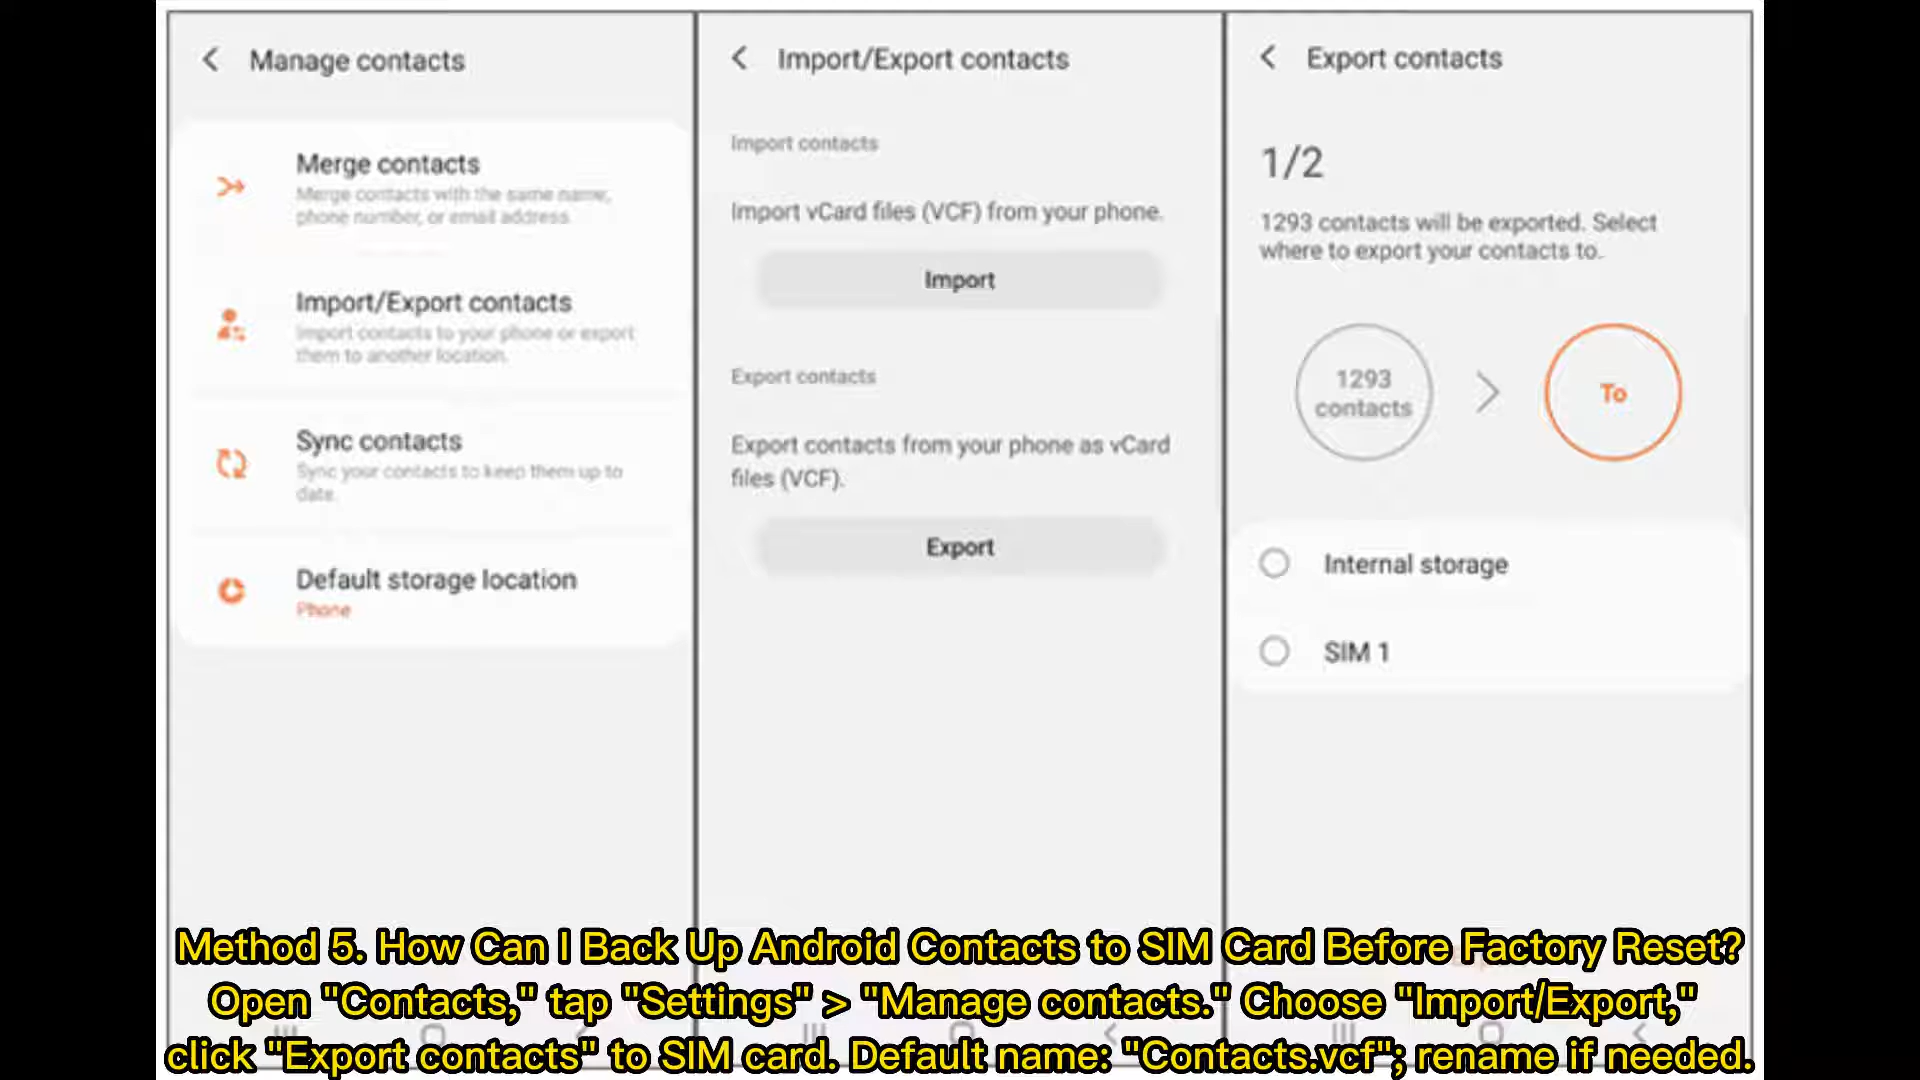 Manage contacts
Merge contacts
Merge contacts with the same name,
phone number, or email address.
Import/Export contacts
Import contacts to your phone or export
them to another location.
Sync contacts
Sync your contacts to keep them up to
date.
Default storage location
Phone
Import/Export contacts
Import contacts
Import vCard files (VCF) from your phone.
Import
Export contacts
Export contacts from your phone as vCard
files (VCF).
Export
Export contacts
1/2
1293 contacts will be exported. Select
where to export your contacts to.
1293
contacts
To
Internal storage
SIM 1
Method 5. How Can I Back Up Android Contacts to SIM Card Before Factory Reset?
Open "Contacts," tap "Settings" > "Manage contacts." Choose "Import/Export,"
click "Export contacts" to SIM card. Default name: "Contacts.vcf"; rename if needed.